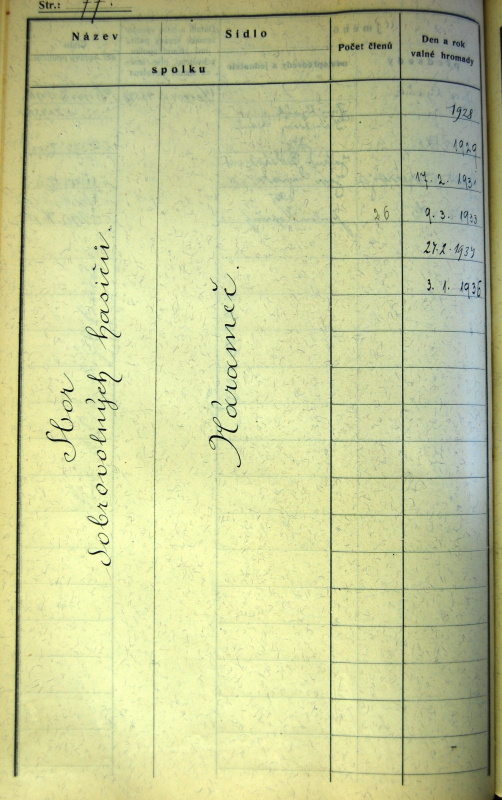 Str.: 77.
Název
Sídlo
spolku
Počet členů
Den a rok
valné hromady
Sbor
dobrovolných hasičů.
Náramеč.
1928
1929
17. 2. 1931
26 9. 3. 1933
27. 2. 1934
3. 1. 1936